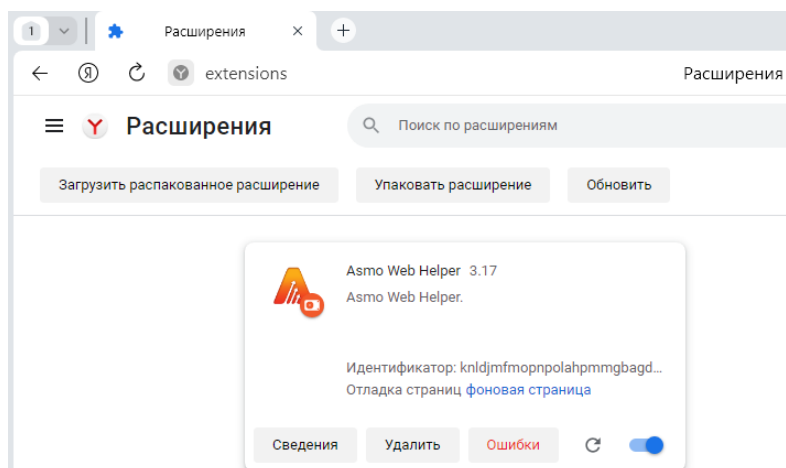 1 Расширения
Я extensions Расширения
Y Расширения Поиск по расширениям
Загрузить распакованное расширение Упаковать расширение Обновить
Asmo Web Helper 3.17
Asmo Web Helper.
Идентификатор: knldjmfmopnpolahpmmgbagd...
Отладка страниц фоновая страница
Сведения Удалить Ошибки